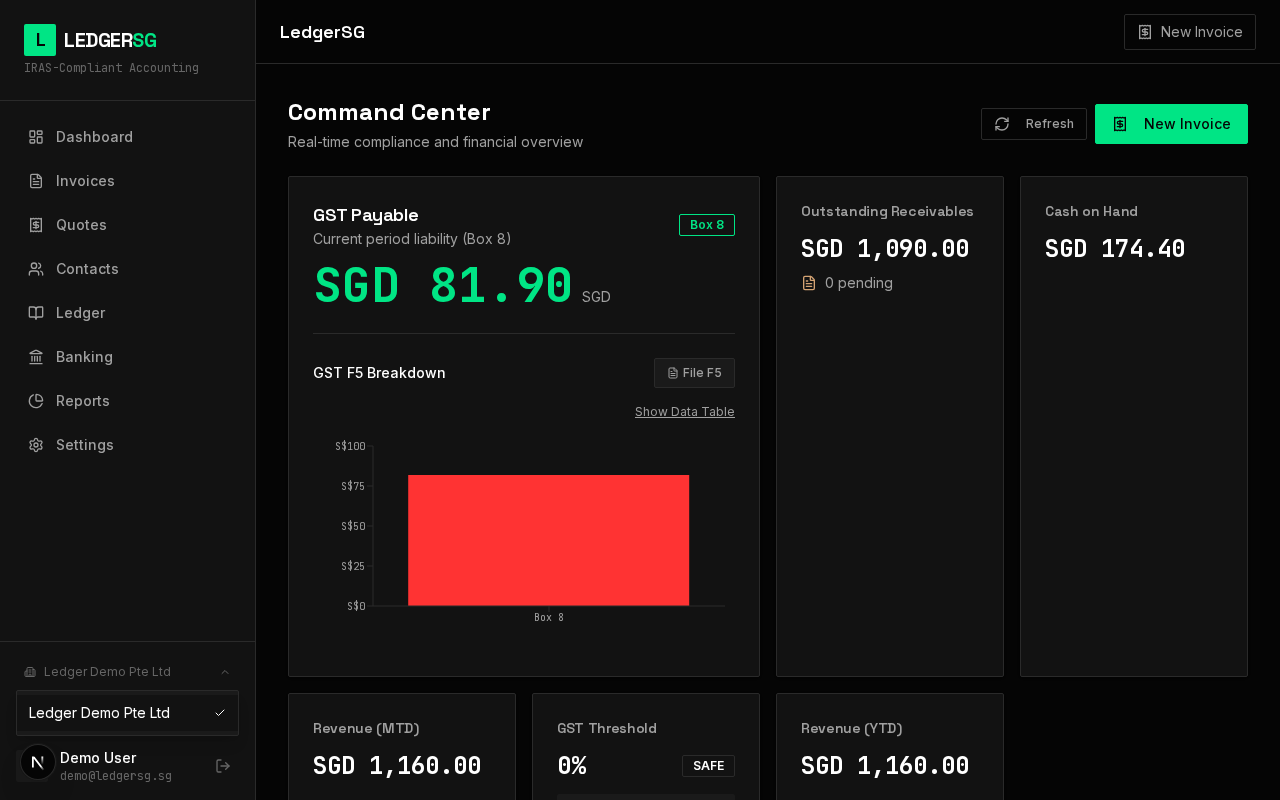 L LEDGERSG
IRAS-Compliant Accounting
Dashboard
Invoices
Quotes
Contacts
Ledger
Banking
Reports
Settings
Ledger Demo Pte Ltd
Ledger Demo Pte Ltd
N
Demo User
demo@ledgersg.sg
LedgerSG
New Invoice
Command Center
Real-time compliance and financial overview
Refresh
New Invoice
GST Payable
Current period liability (Box 8)
Box 8
SGD 81.90 SGD
GST F5 Breakdown
File F5
Show Data Table
S$100
S$75
S$50
S$25
S$0
Box 8
Outstanding Receivables
SGD 1,090.00
0 pending
Cash on Hand
SGD 174.40
Revenue (MTD)
SGD 1,160.00
GST Threshold
0%
SAFE
Revenue (YTD)
SGD 1,160.00